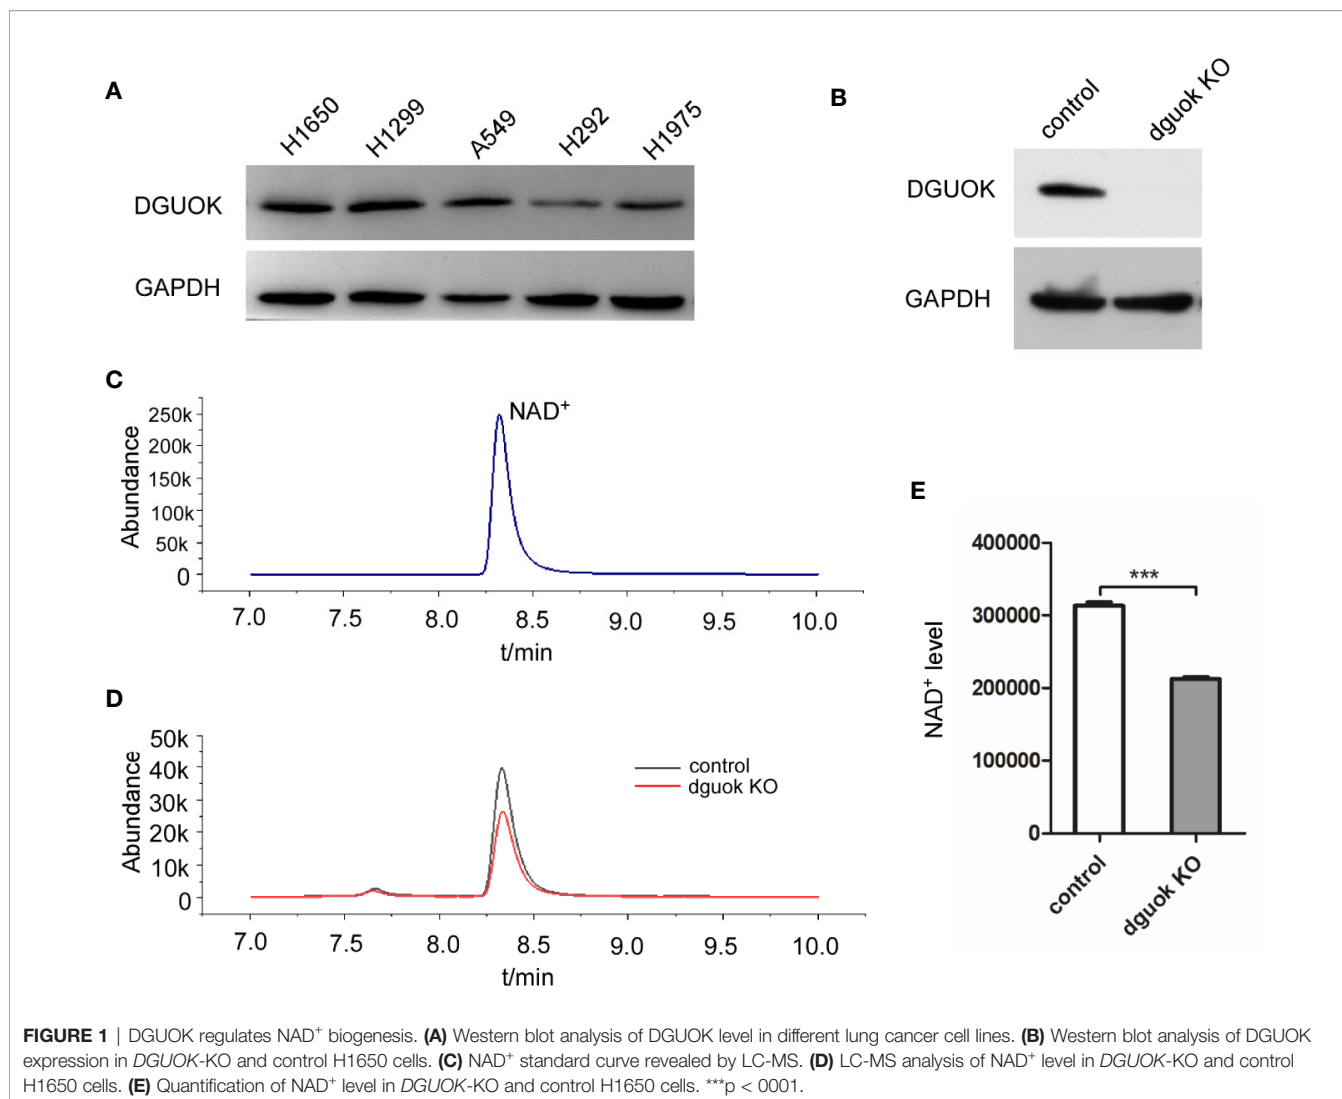 A
H1650 H1299 A549 H292 H1975
DGUOK
GAPDH
B
control dguok KO
DGUOK
GAPDH
C
Abundance
250k
200k
150k
100k
50k
0
NAD⁺
7.0 7.5 8.0 8.5 9.0 9.5 10.0
t/min
D
Abundance
50k
40k
30k
20k
10k
0
control
dguok KO
7.0 7.5 8.0 8.5 9.0 9.5 10.0
t/min
E
NAD⁺ level
400000
300000
200000
100000
0
***
control dguok KO
FIGURE 1 | DGUOK regulates NAD⁺ biogenesis. (A) Western blot analysis of DGUOK level in different lung cancer cell lines. (B) Western blot analysis of DGUOK
expression in DGUOK-KO and control H1650 cells. (C) NAD⁺ standard curve revealed by LC-MS. (D) LC-MS analysis of NAD⁺ level in DGUOK-KO and control
H1650 cells. (E) Quantification of NAD⁺ level in DGUOK-KO and control H1650 cells. ***p < 0001.